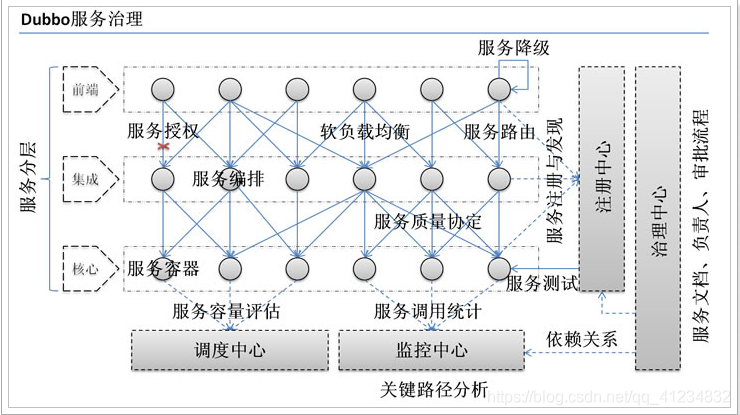 Dubbo服务治理
服务降级
前端
服务授权
软负载均衡
服务路由
服务分层
集成
服务编排
服务注册与发现
注册中心
治理中心
服务文档、负责人、审批流程
服务质量协定
核心
服务容器
服务测试
服务容量评估
服务调用统计
调度中心
监控中心
依赖关系
关键路径分析
https://blog.csdn.net/qq_41234832